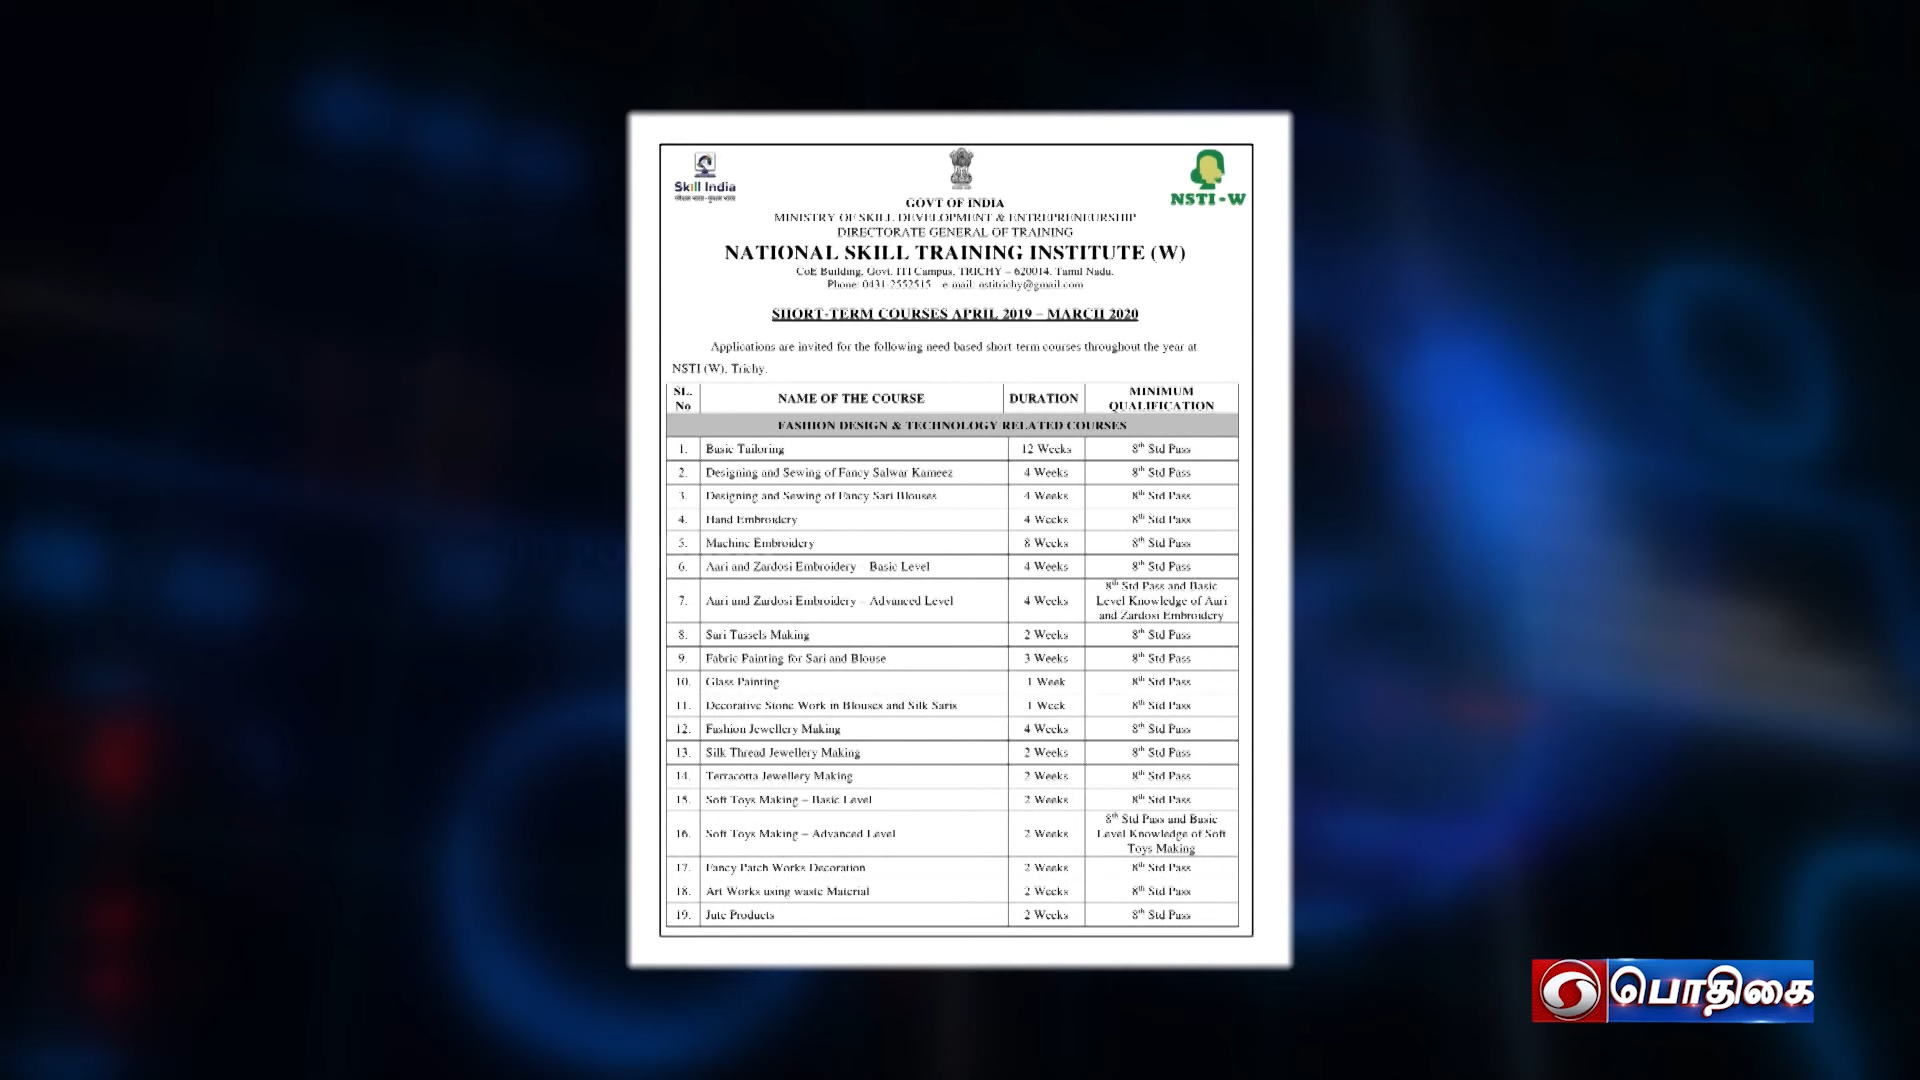 Skill India
कौशल भारत - कुशल भारत
NSTI - W
GOVT OF INDIA
MINISTRY OF SKILL DEVELOPMENT & ENTREPRENEURSHIP
DIRECTORATE GENERAL OF TRAINING
NATIONAL SKILL TRAINING INSTITUTE (W)
CoE Building, Govt. ITI Campus, TRICHY – 620014. Tamil Nadu.
Phone: 0431-2552515 e-mail: nstitrichy@gmail.com
SHORT-TERM COURSES APRIL 2019 – MARCH 2020
Applications are invited for the following need based short-term courses throughout the year at
NSTI (W), Trichy.
SL. No NAME OF THE COURSE DURATION MINIMUM QUALIFICATION
FASHION DESIGN & TECHNOLOGY RELATED COURSES
1. Basic Tailoring 12 Weeks 8th Std Pass
2. Designing and Sewing of Fancy Salwar Kameez 4 Weeks 8th Std Pass
3. Designing and Sewing of Fancy Sari Blouses 4 Weeks 8th Std Pass
4. Hand Embroidery 4 Weeks 8th Std Pass
5. Machine Embroidery 8 Weeks 8th Std Pass
6. Aari and Zardosi Embroidery – Basic Level 4 Weeks 8th Std Pass
7. Aari and Zardosi Embroidery – Advanced Level 4 Weeks 8th Std Pass and Basic Level Knowledge of Aari and Zardosi Embroidery
8. Sari Tassels Making 2 Weeks 8th Std Pass
9. Fabric Painting for Sari and Blouse 3 Weeks 8th Std Pass
10. Glass Painting 1 Week 8th Std Pass
11. Decorative Stone Work in Blouses and Silk Saris 1 Week 8th Std Pass
12. Fashion Jewellery Making 4 Weeks 8th Std Pass
13. Silk Thread Jewellery Making 2 Weeks 8th Std Pass
14. Terracotta Jewellery Making 2 Weeks 8th Std Pass
15. Soft Toys Making – Basic Level 2 Weeks 8th Std Pass
16. Soft Toys Making – Advanced Level 2 Weeks 8th Std Pass and Basic Level Knowledge of Soft Toys Making
17. Fancy Patch Works Decoration 2 Weeks 8th Std Pass
18. Art Works using waste Material 2 Weeks 8th Std Pass
19. Jute Products 2 Weeks 8th Std Pass
பொதிகை